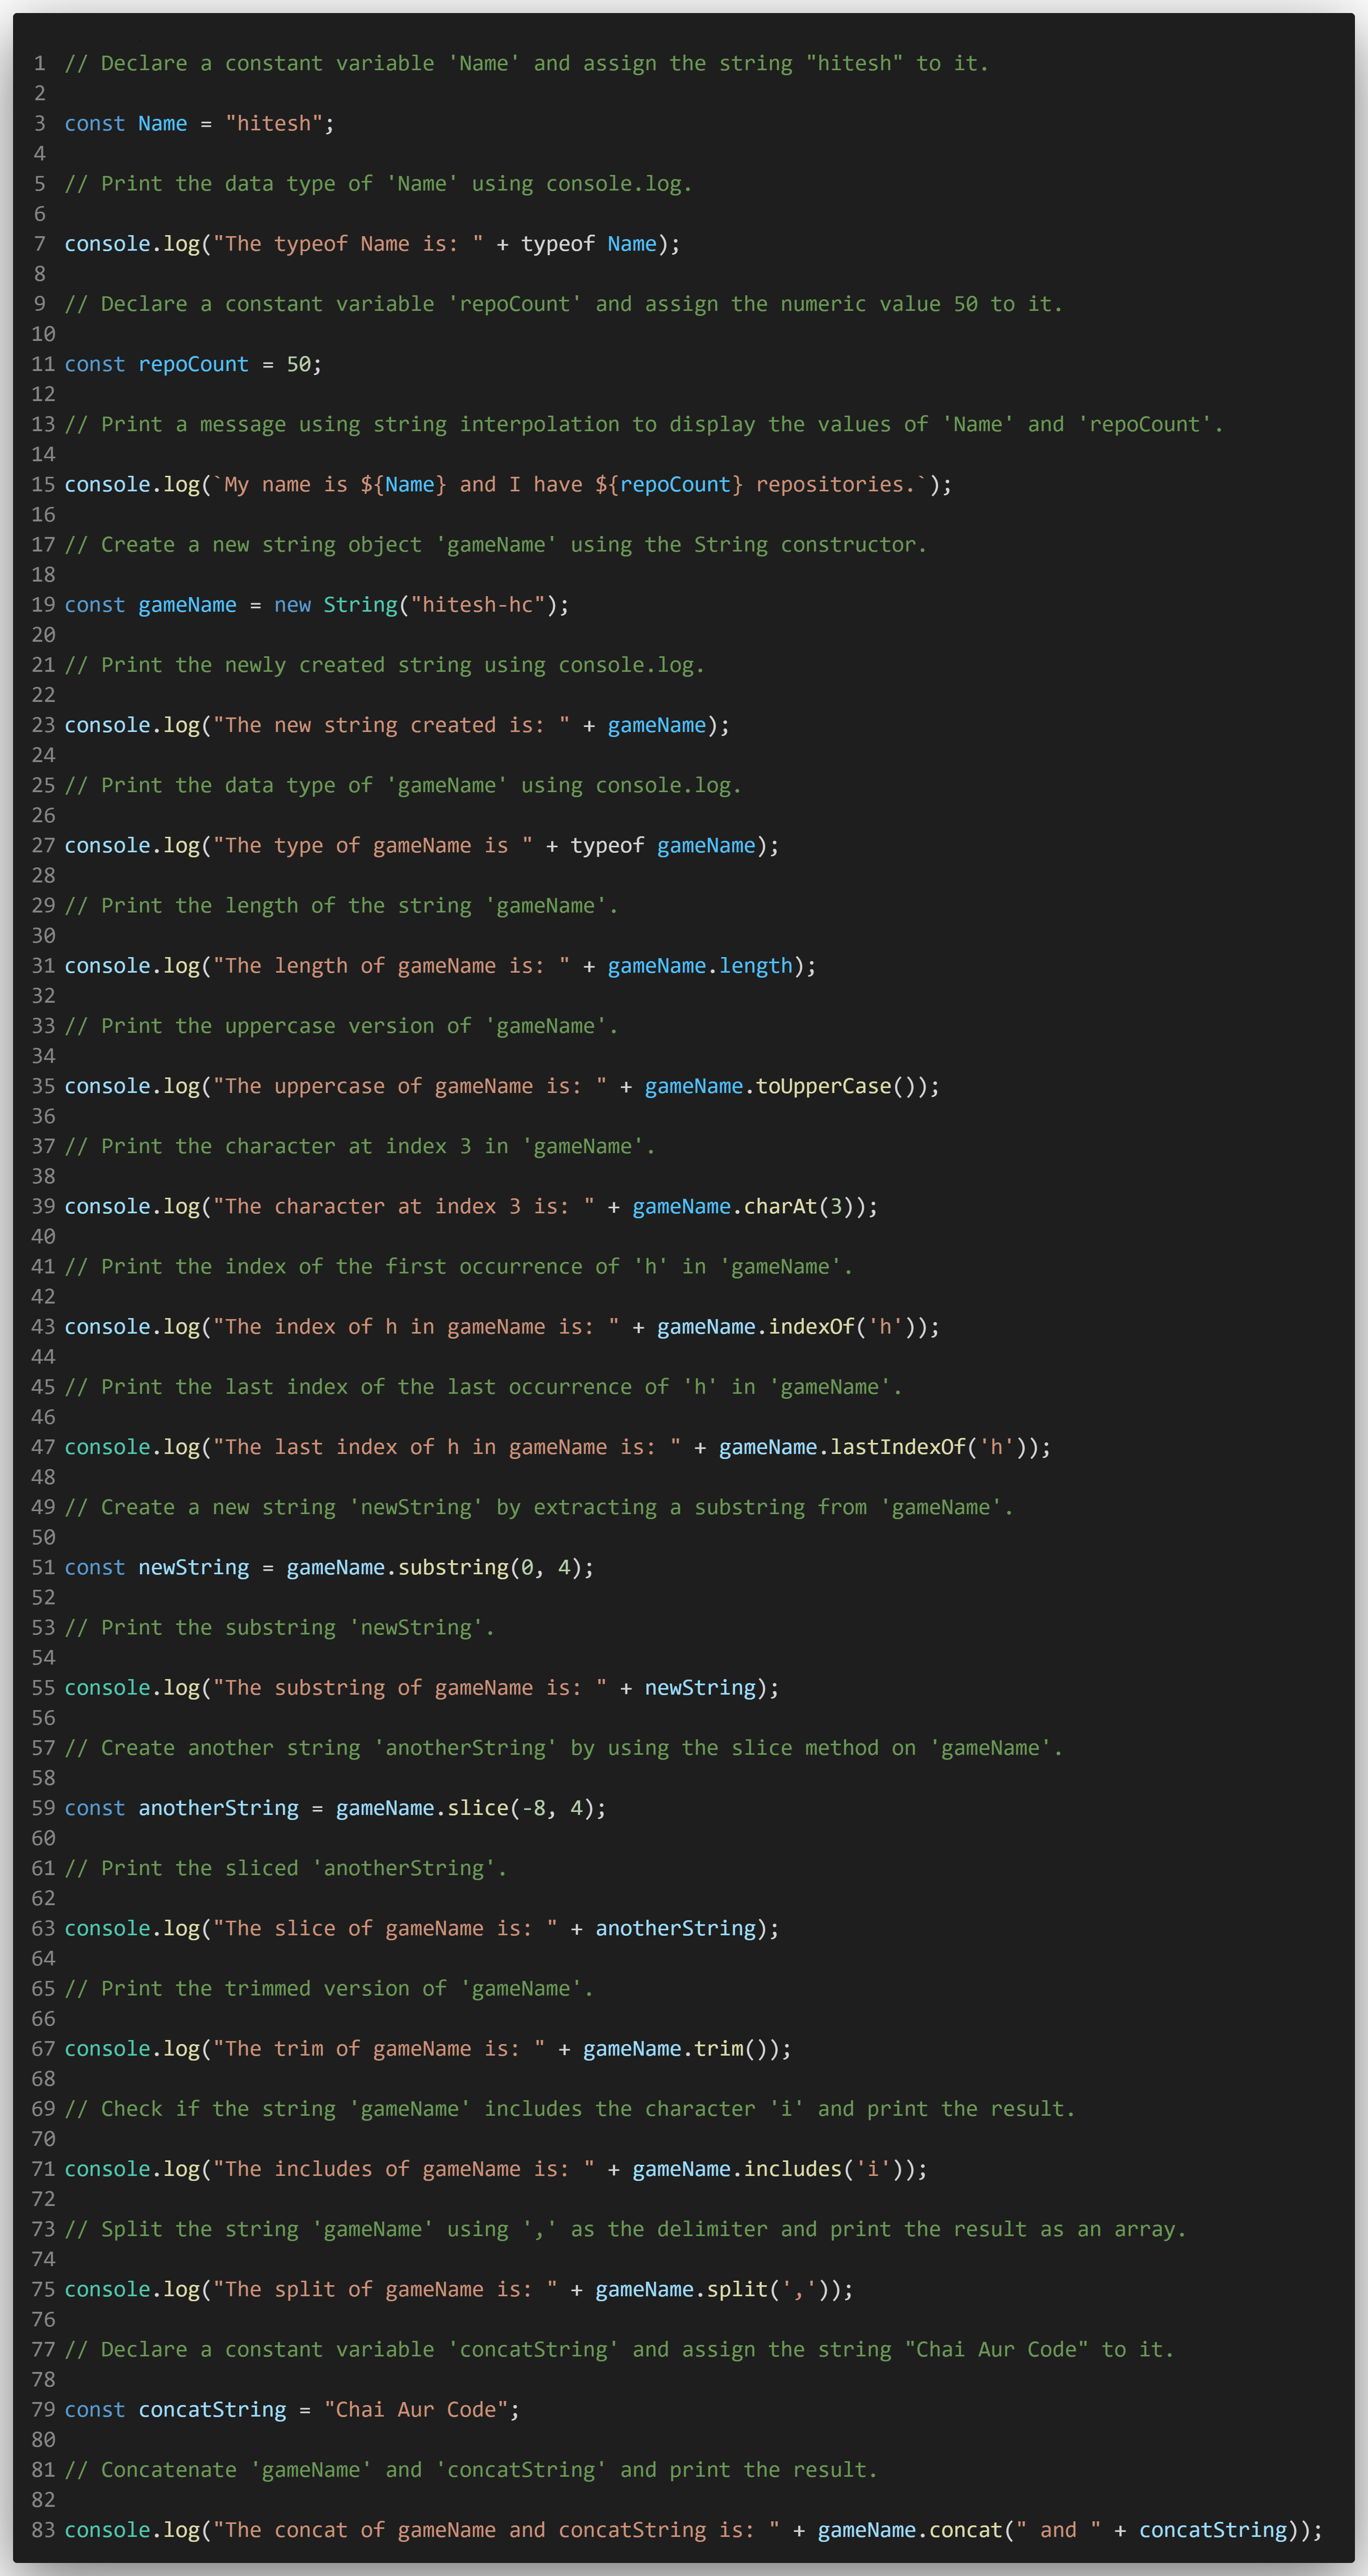 1 // Declare a constant variable 'Name' and assign the string "hitesh" to it.
2
3 const Name = "hitesh";
4
5 // Print the data type of 'Name' using console.log.
6
7 console.log("The typeof Name is: " + typeof Name);
8
9 // Declare a constant variable 'repoCount' and assign the numeric value 50 to it.
10
11 const repoCount = 50;
12
13 // Print a message using string interpolation to display the values of 'Name' and 'repoCount'.
14
15 console.log(`My name is ${Name} and I have ${repoCount} repositories.`);
16
17 // Create a new string object 'gameName' using the String constructor.
18
19 const gameName = new String("hitesh-hc");
20
21 // Print the newly created string using console.log.
22
23 console.log("The new string created is: " + gameName);
24
25 // Print the data type of 'gameName' using console.log.
26
27 console.log("The type of gameName is " + typeof gameName);
28
29 // Print the length of the string 'gameName'.
30
31 console.log("The length of gameName is: " + gameName.length);
32
33 // Print the uppercase version of 'gameName'.
34
35 console.log("The uppercase of gameName is: " + gameName.toUpperCase());
36
37 // Print the character at index 3 in 'gameName'.
38
39 console.log("The character at index 3 is: " + gameName.charAt(3));
40
41 // Print the index of the first occurrence of 'h' in 'gameName'.
42
43 console.log("The index of h in gameName is: " + gameName.indexOf('h'));
44
45 // Print the last index of the last occurrence of 'h' in 'gameName'.
46
47 console.log("The last index of h in gameName is: " + gameName.lastIndexOf('h'));
48
49 // Create a new string 'newString' by extracting a substring from 'gameName'.
50
51 const newString = gameName.substring(0, 4);
52
53 // Print the substring 'newString'.
54
55 console.log("The substring of gameName is: " + newString);
56
57 // Create another string 'anotherString' by using the slice method on 'gameName'.
58
59 const anotherString = gameName.slice(-8, 4);
60
61 // Print the sliced 'anotherString'.
62
63 console.log("The slice of gameName is: " + anotherString);
64
65 // Print the trimmed version of 'gameName'.
66
67 console.log("The trim of gameName is: " + gameName.trim());
68
69 // Check if the string 'gameName' includes the character 'i' and print the result.
70
71 console.log("The includes of gameName is: " + gameName.includes('i'));
72
73 // Split the string 'gameName' using ',' as the delimiter and print the result as an array.
74
75 console.log("The split of gameName is: " + gameName.split(','));
76
77 // Declare a constant variable 'concatString' and assign the string "Chai Aur Code" to it.
78
79 const concatString = "Chai Aur Code";
80
81 // Concatenate 'gameName' and 'concatString' and print the result.
82
83 console.log("The concat of gameName and concatString is: " + gameName.concat(" and " + concatString));